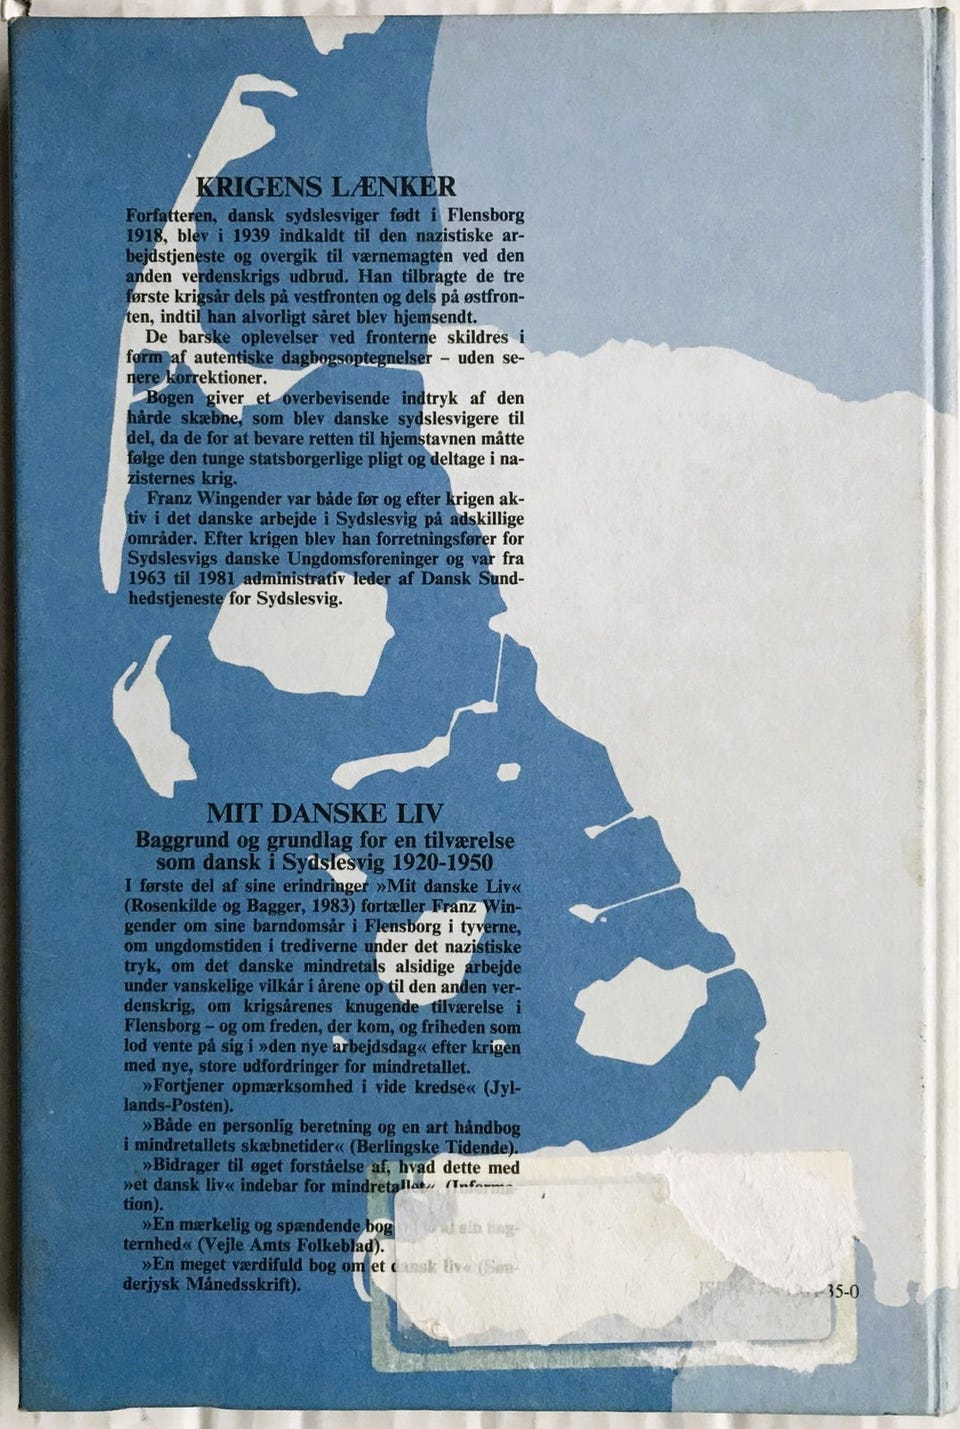 KRIGENS LÆNKER
Forfatteren, dansk sydslesviger født i Flensborg
1918, blev i 1939 indkaldt til den nazistiske ar-
bejdstjeneste og overgik til værnemagten ved den
anden verdenskrigs udbrud. Han tilbragte de tre
første krigsår dels på vestfronten og dels på østfron-
ten, indtil han alvorligt såret blev hjemsendt.
De barske oplevelser ved fronterne skildres i
form af autentiske dagbogsoptegnelser – uden se-
nere korrektioner.
Bogen giver et overbevisende indtryk af den
hårde skæbne, som blev danske sydslesvigere til
del, da de for at bevare retten til hjemstavnen måtte
følge den tunge statsborgerlige pligt og deltage i na-
zisternes krig.
Franz Wingender var både før og efter krigen ak-
tiv i det danske arbejde i Sydslesvig på adskillige
områder. Efter krigen blev han forretningsfører for
Sydslesvigs danske Ungdomsforeninger og var fra
1963 til 1981 administrativ leder af Dansk Sund-
hedstjeneste for Sydslesvig.
MIT DANSKE LIV
Baggrund og grundlag for en tilværelse
som dansk i Sydslesvig 1920-1950
I første del af sine erindringer »Mit danske Liv«
(Rosenkilde og Bagger, 1983) fortæller Franz Win-
gender om sine barndomsår i Flensborg i tyverne,
om ungdomstiden i trediverne under det nazistiske
tryk, om det danske mindretals alsidige arbejde
under vanskelige vilkår i årene op til den anden ver-
denskrig, om krigsårenes knugende tilværelse i
Flensborg – og om freden, der kom, og friheden som
lod vente på sig i »den nye arbejdsdag« efter krigen
med nye, store udfordringer for mindretallet.
»Fortjener opmærksomhed i vide kredse« (Jyl-
lands-Posten).
»Både en personlig beretning og en art håndbog
i mindretallets skæbnetider« (Berlingske Tidende).
»Bidrager til øget forståelse af, hvad dette med
»et dansk liv« indebar for mindretallet« (Informa-
tion).
»En mærkelig og spændende bog af sin
ternhed« (Vejle Amts Folkeblad).
»En meget værdifuld bog om et dansk liv« (Søn-
derjysk Månedsskrift).
35-0